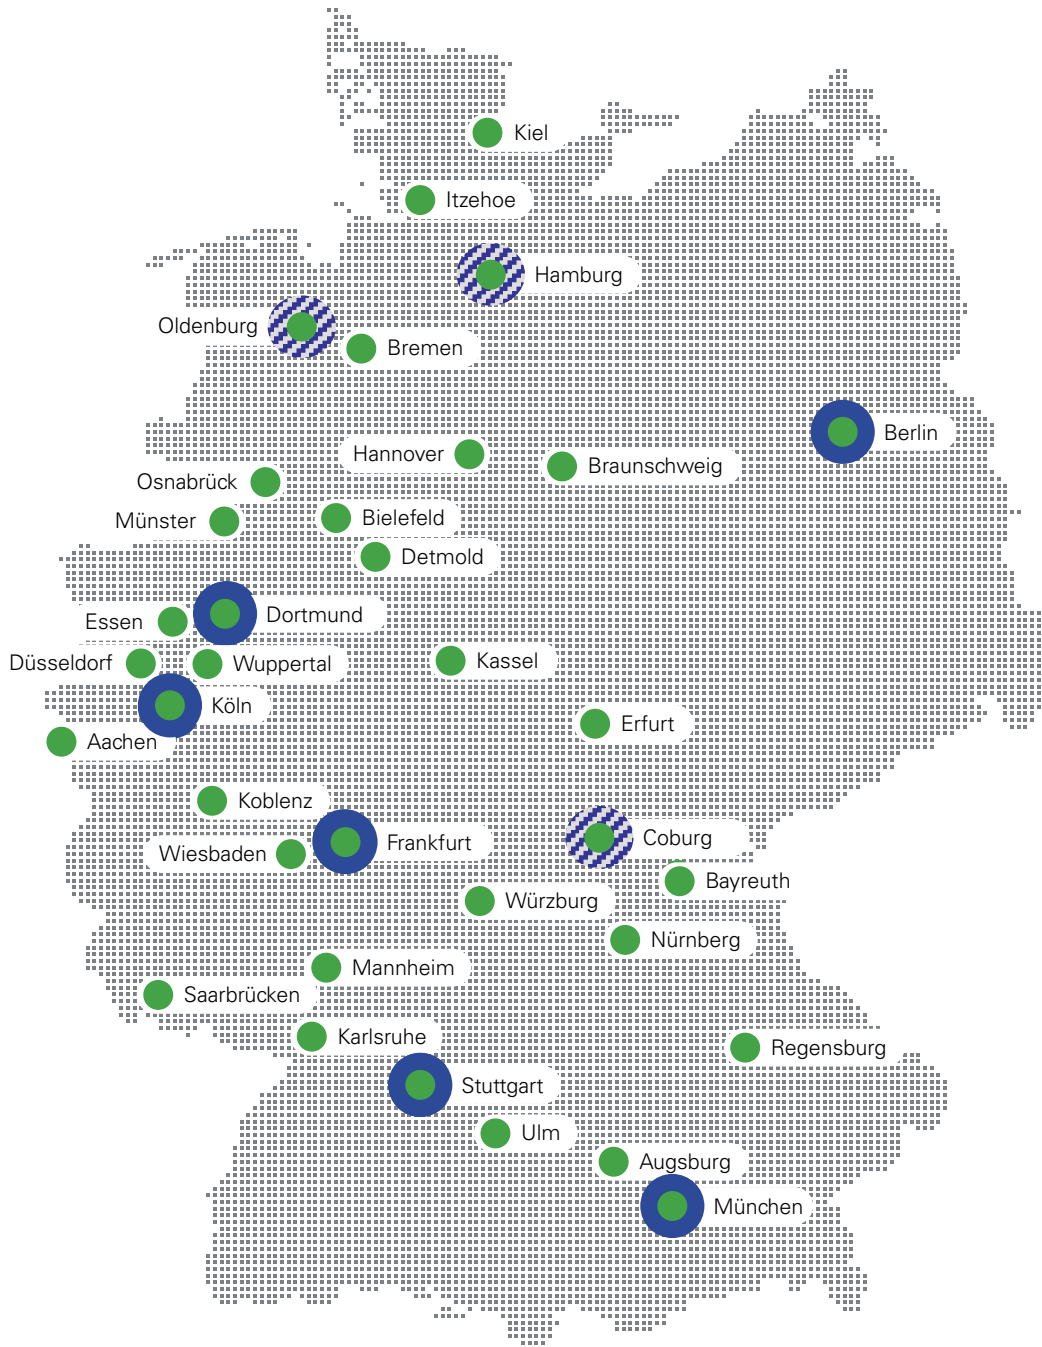 Kiel
Itzehoe
Hamburg
Oldenburg
Bremen
Berlin
Hannover
Braunschweig
Osnabrück
Münster
Bielefeld
Detmold
Dortmund
Essen
Düsseldorf
Wuppertal
Kassel
Köln
Erfurt
Aachen
Koblenz
Coburg
Frankfurt
Wiesbaden
Bayreuth
Würzburg
Nürnberg
Mannheim
Saarbrücken
Karlsruhe
Regensburg
Stuttgart
Ulm
Augsburg
München